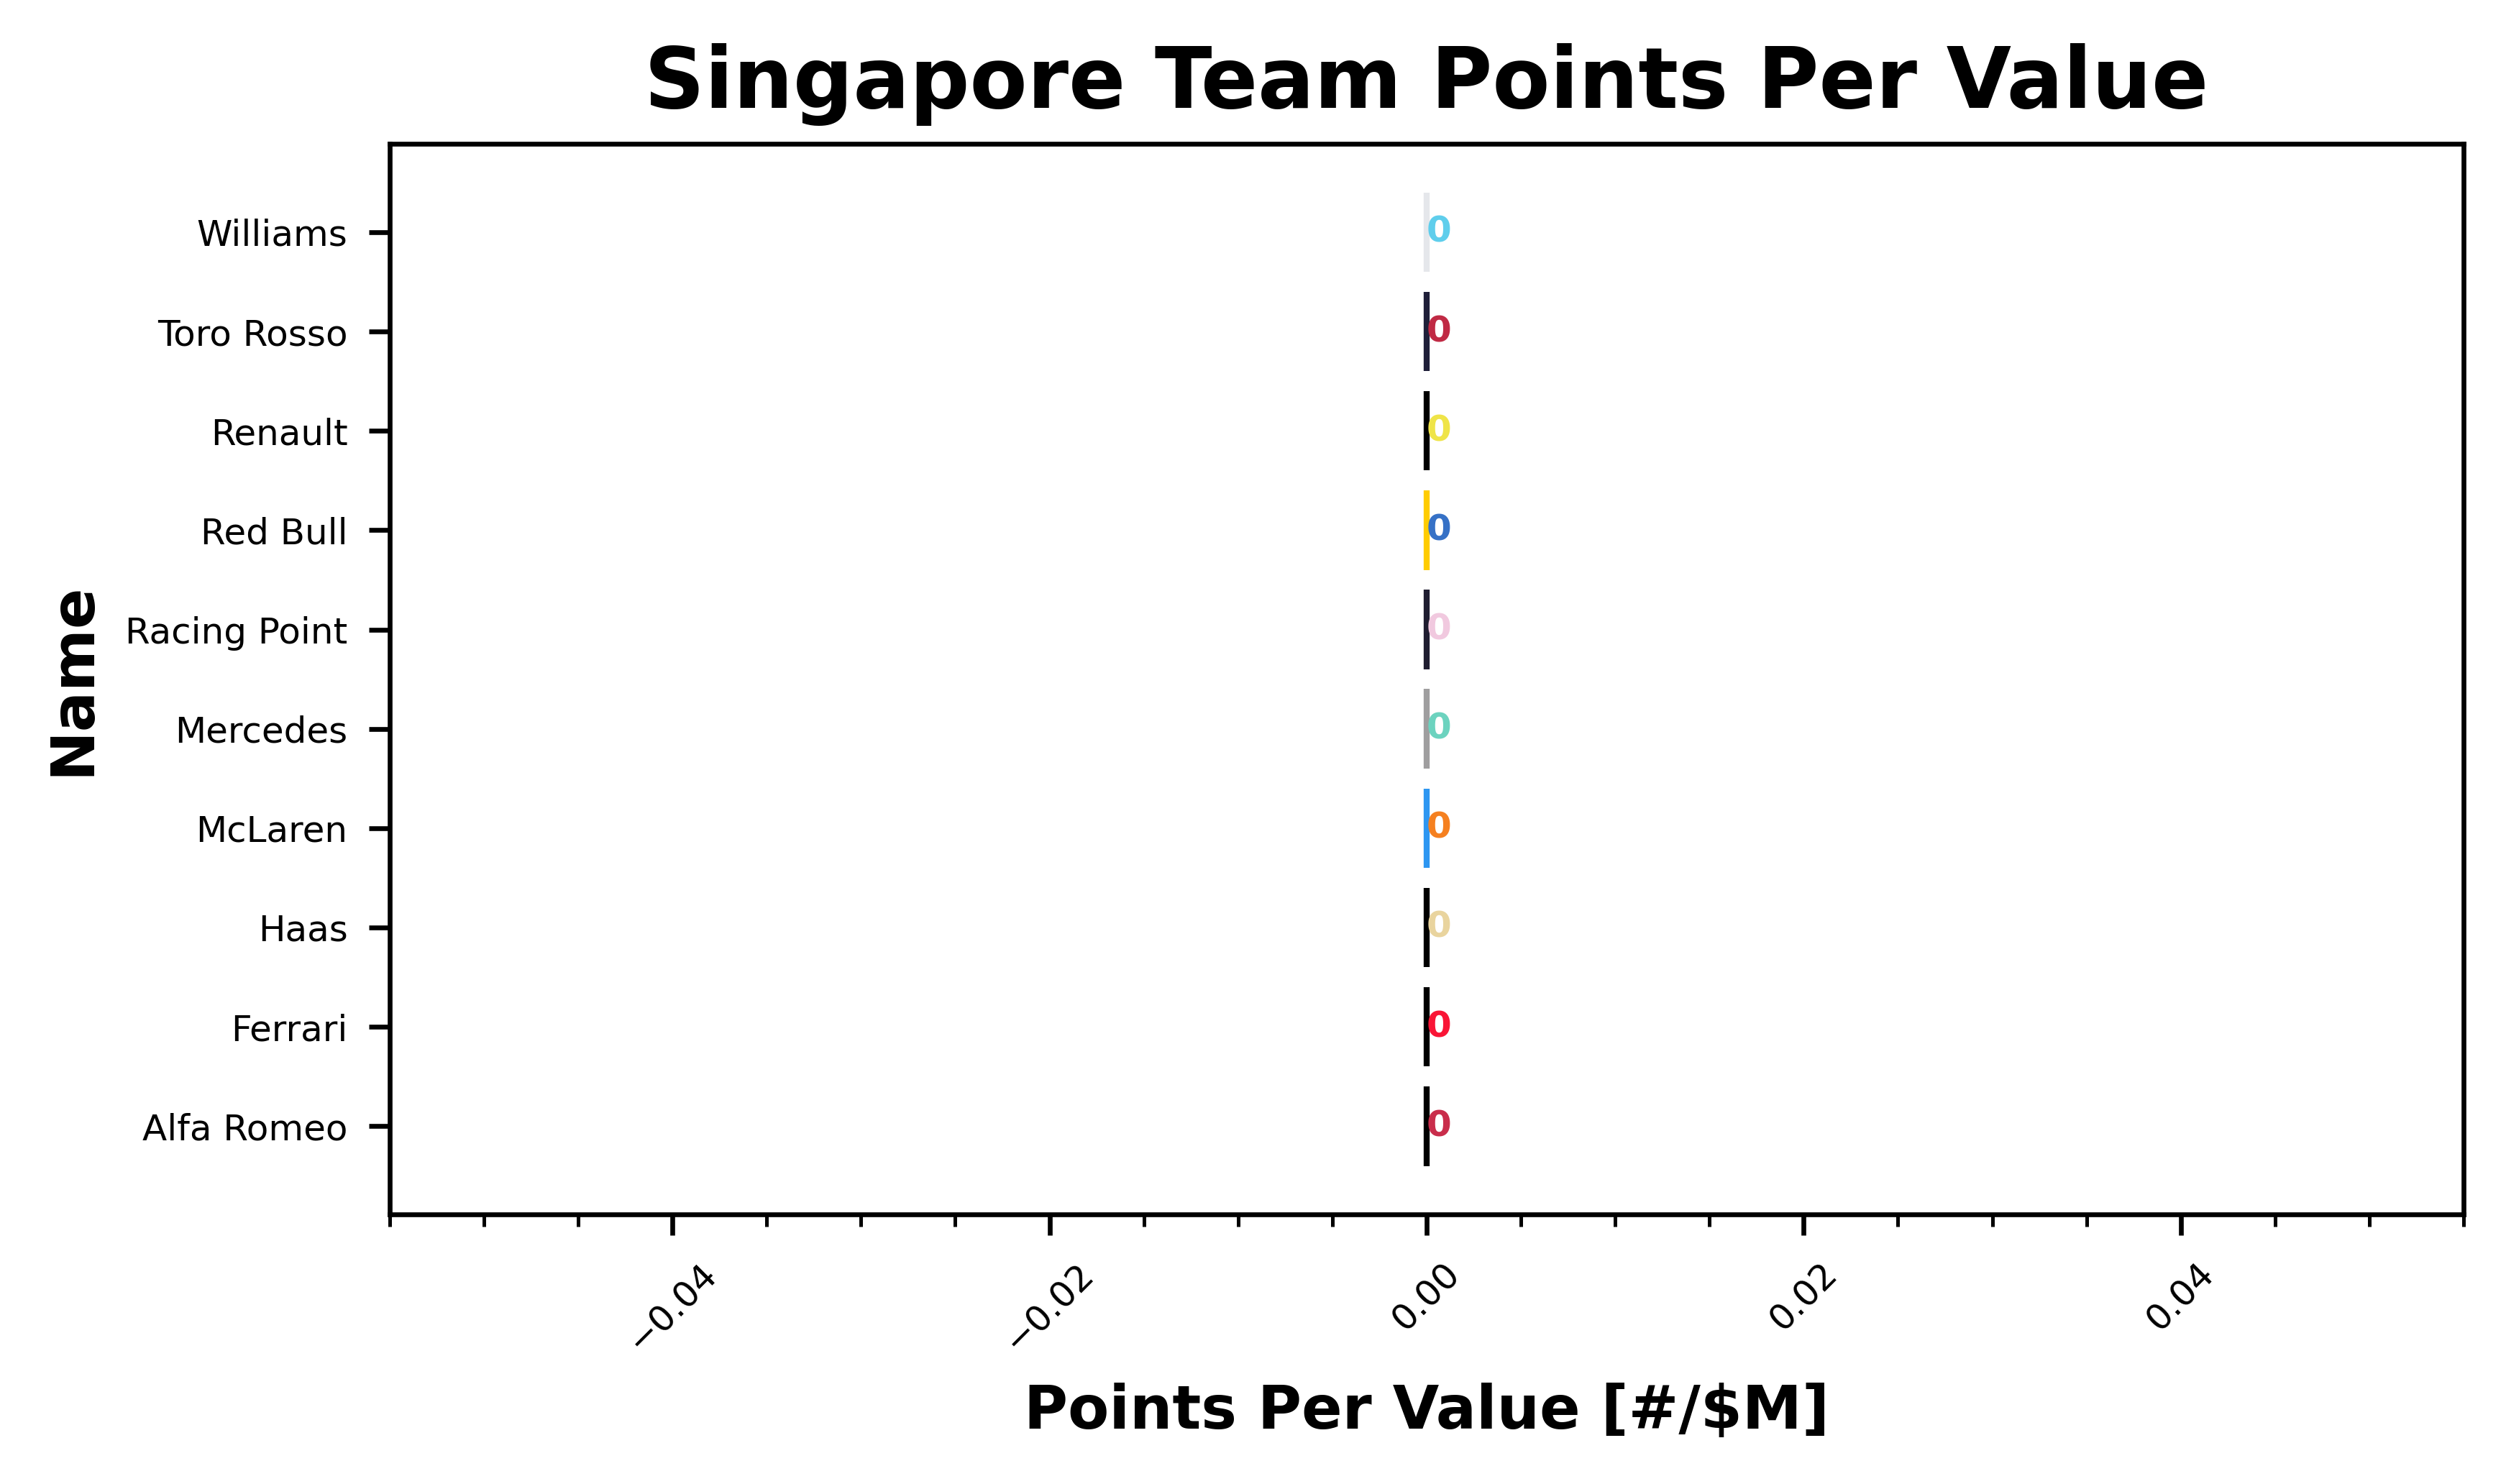 Singapore Team Points Per Value
Name
Williams 0
Toro Rosso 0
Renault 0
Red Bull 0
Racing Point 0
Mercedes 0
McLaren 0
Haas 0
Ferrari 0
Alfa Romeo 0
−0.04 −0.02 0.00 0.02 0.04
Points Per Value [#/$M]